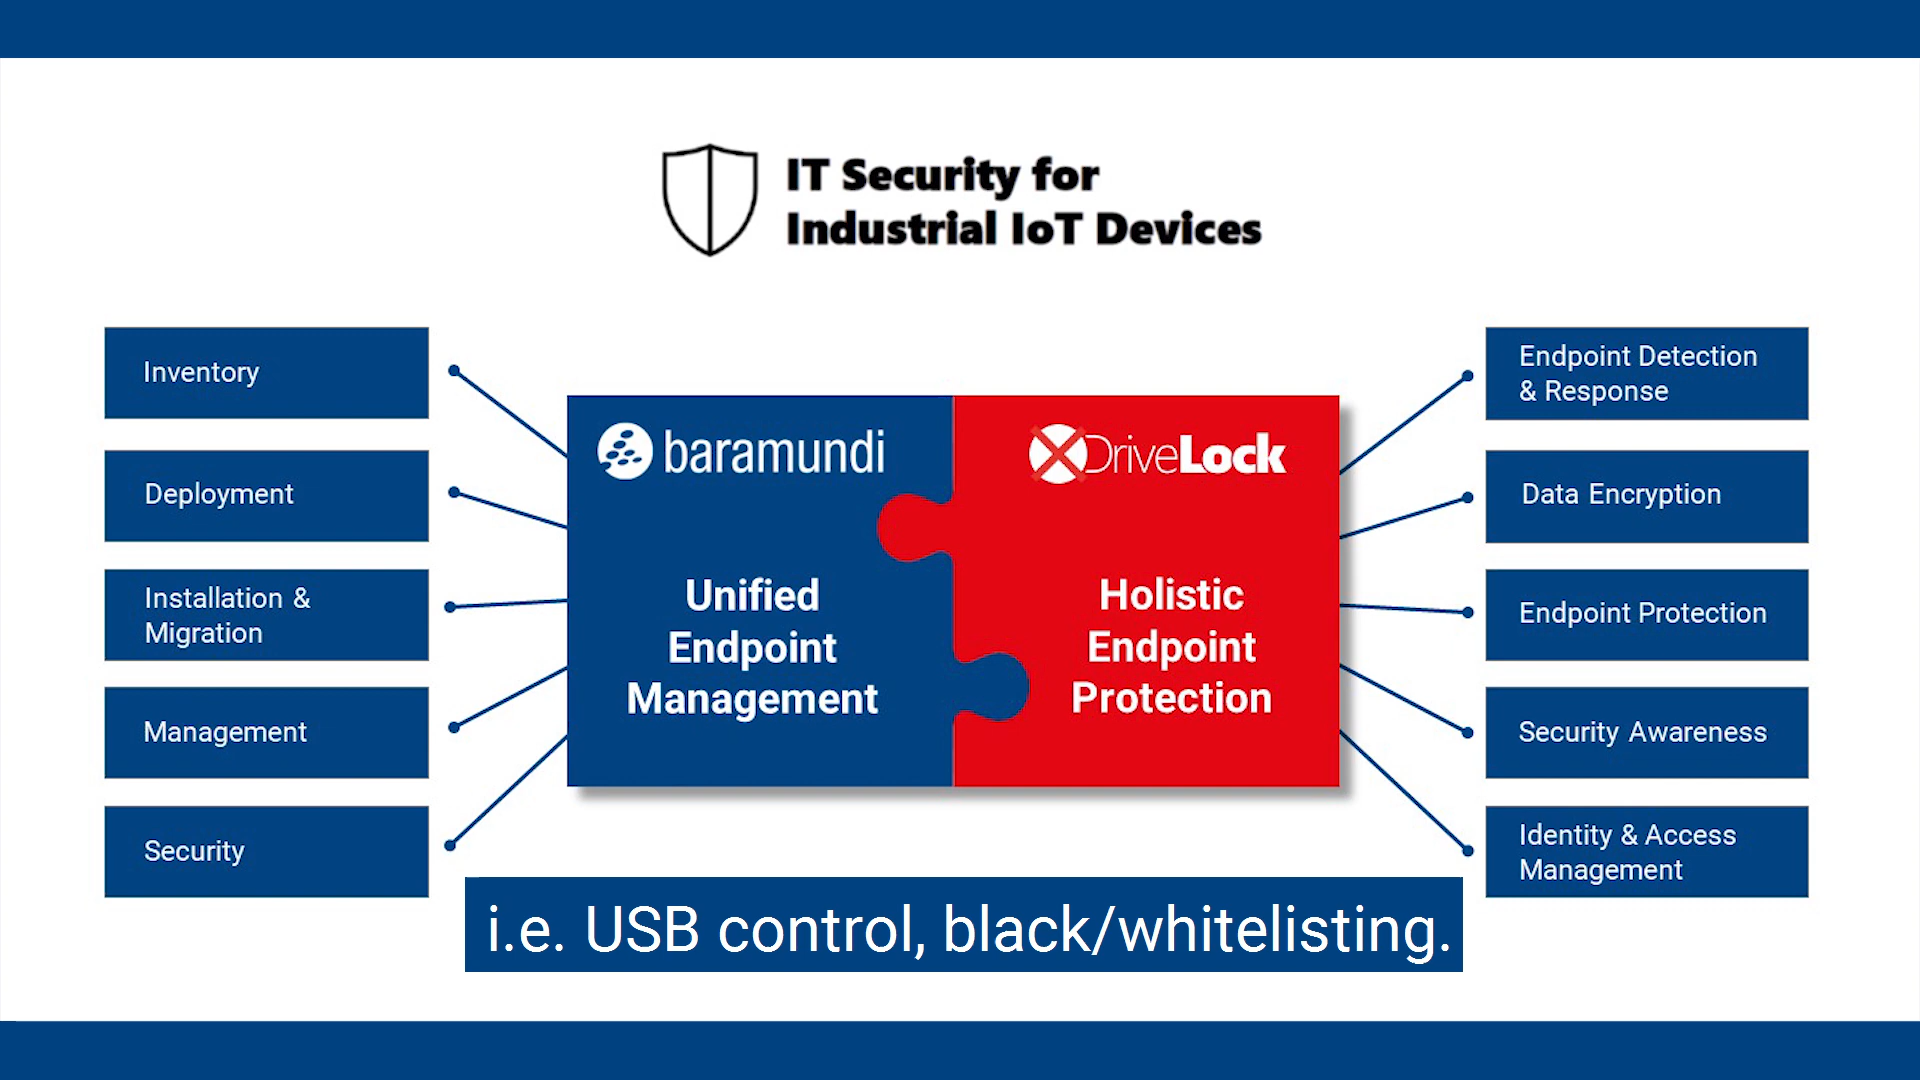 IT Security for
Industrial IoT Devices
Inventory
Deployment
Installation &
Migration
Management
Security
baramundi
Unified
Endpoint
Management
DriveLock
Holistic
Endpoint
Protection
Endpoint Detection
& Response
Data Encryption
Endpoint Protection
Security Awareness
Identity & Access
Management
i.e. USB control, black/whitelisting.